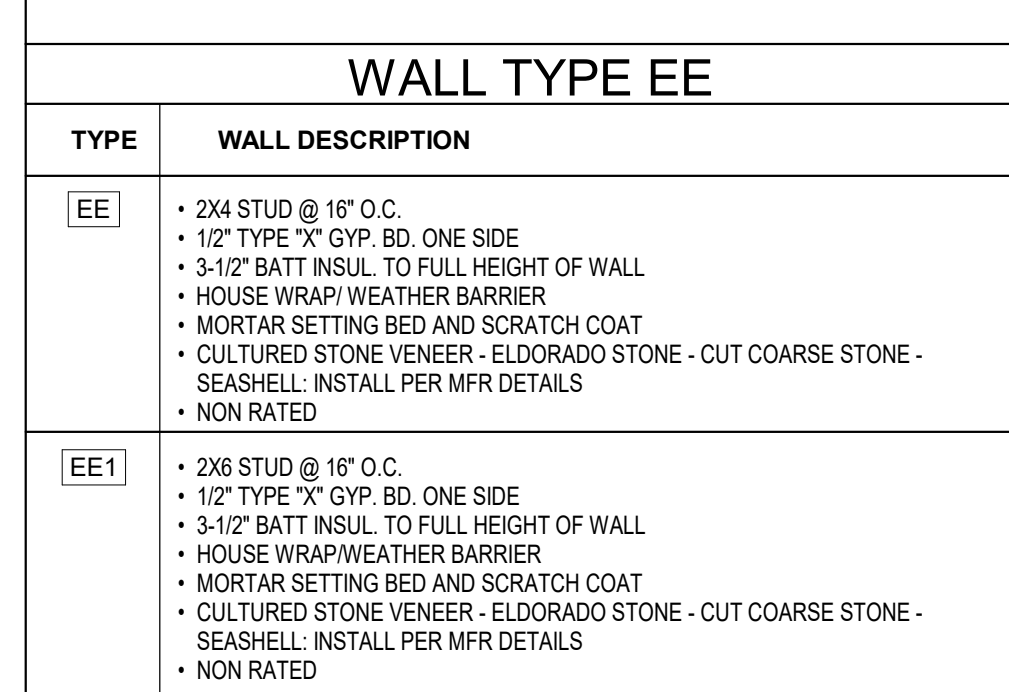 WALL TYPE EE
TYPE WALL DESCRIPTION
EE
• 2X4 STUD @ 16" O.C.
• 1/2" TYPE "X" GYP. BD. ONE SIDE
• 3-1/2" BATT INSUL. TO FULL HEIGHT OF WALL
• HOUSE WRAP/ WEATHER BARRIER
• MORTAR SETTING BED AND SCRATCH COAT
• CULTURED STONE VENEER - ELDORADO STONE - CUT COARSE STONE -
SEASHELL: INSTALL PER MFR DETAILS
• NON RATED
EE1
• 2X6 STUD @ 16" O.C.
• 1/2" TYPE "X" GYP. BD. ONE SIDE
• 3-1/2" BATT INSUL. TO FULL HEIGHT OF WALL
• HOUSE WRAP/WEATHER BARRIER
• MORTAR SETTING BED AND SCRATCH COAT
• CULTURED STONE VENEER - ELDORADO STONE - CUT COARSE STONE -
SEASHELL: INSTALL PER MFR DETAILS
• NON RATED